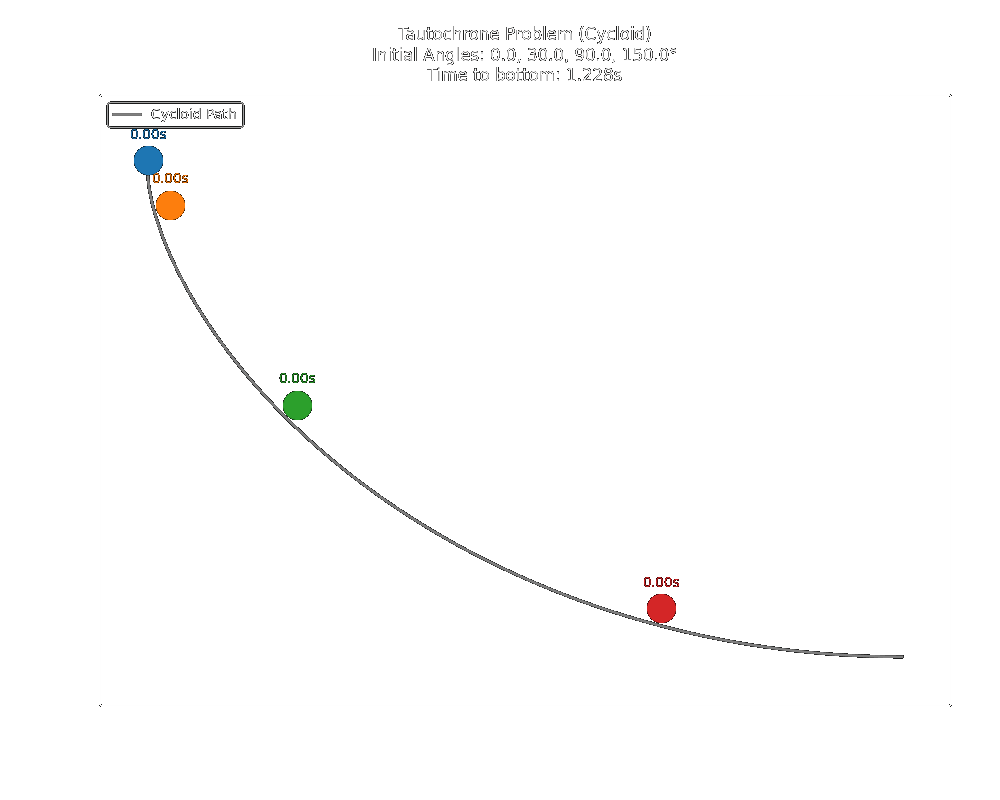 Tautochrone Problem (Cycloid)
Initial Angles: 0.0, 30.0, 90.0, 150.0°
Time to bottom: 1.228s
Cycloid Path
0.00s
0.00s
0.00s
0.00s